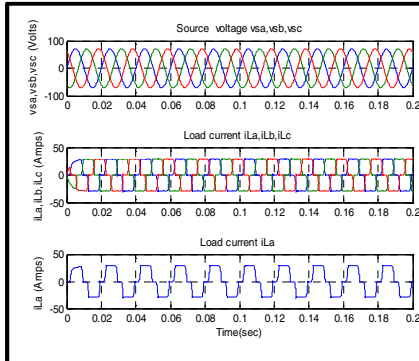 Source voltage vsa,vsb,vsc
vsa,vsb,vsc (Volts)
100
0
-100
0 0.02 0.04 0.06 0.08 0.1 0.12 0.14 0.16 0.18 0.2
Load current iLa,iLb,iLc
iLa,iLb,iLc (Amps)
50
0
-50
0 0.02 0.04 0.06 0.08 0.1 0.12 0.14 0.16 0.18 0.2
Load current iLa
iLa (Amps)
50
0
-50
0 0.02 0.04 0.06 0.08 0.1 0.12 0.14 0.16 0.18 0.2
Time(sec)